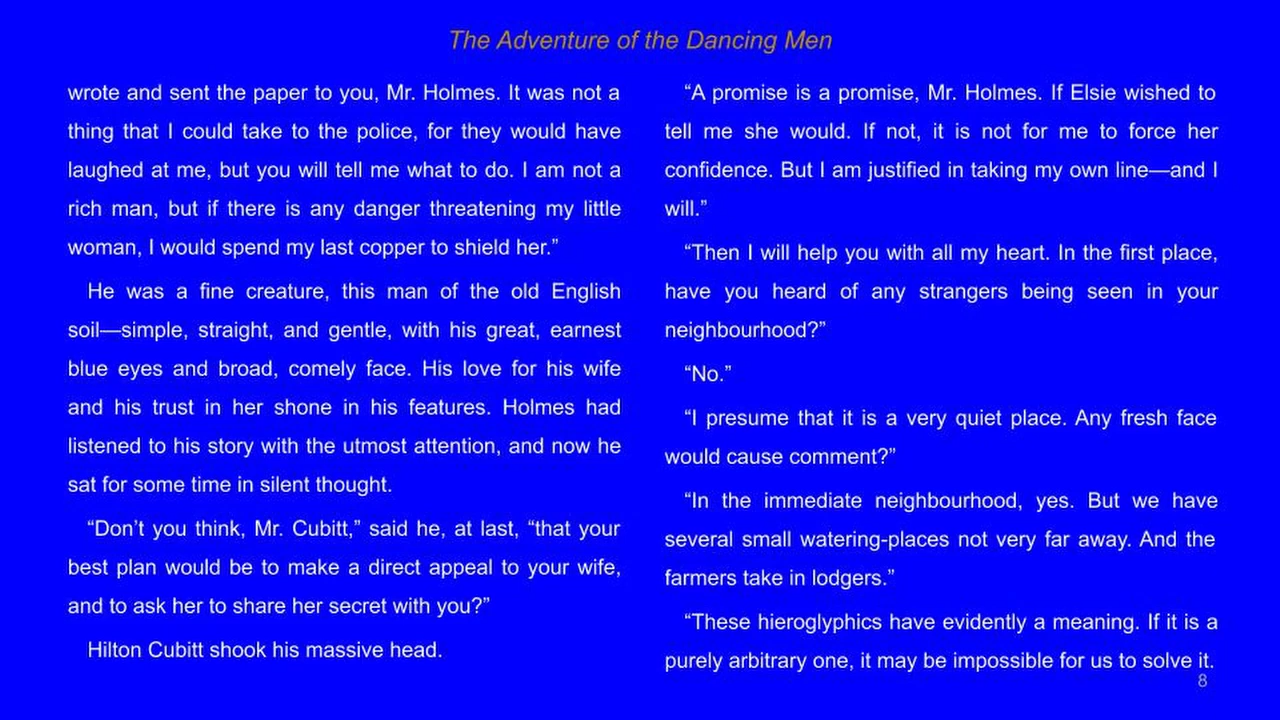 The Adventure of the Dancing Men
wrote and sent the paper to you, Mr. Holmes. It was not a
thing that I could take to the police, for they would have
laughed at me, but you will tell me what to do. I am not a
rich man, but if there is any danger threatening my little
woman, I would spend my last copper to shield her.”
He was a fine creature, this man of the old English
soil—simple, straight, and gentle, with his great, earnest
blue eyes and broad, comely face. His love for his wife
and his trust in her shone in his features. Holmes had
listened to his story with the utmost attention, and now he
sat for some time in silent thought.
“Don’t you think, Mr. Cubitt,” said he, at last, “that your
best plan would be to make a direct appeal to your wife,
and to ask her to share her secret with you?”
Hilton Cubitt shook his massive head.
“A promise is a promise, Mr. Holmes. If Elsie wished to
tell me she would. If not, it is not for me to force her
confidence. But I am justified in taking my own line—and I
will.”
“Then I will help you with all my heart. In the first place,
have you heard of any strangers being seen in your
neighbourhood?”
“No.”
“I presume that it is a very quiet place. Any fresh face
would cause comment?”
“In the immediate neighbourhood, yes. But we have
several small watering-places not very far away. And the
farmers take in lodgers.”
“These hieroglyphics have evidently a meaning. If it is a
purely arbitrary one, it may be impossible for us to solve it.
8